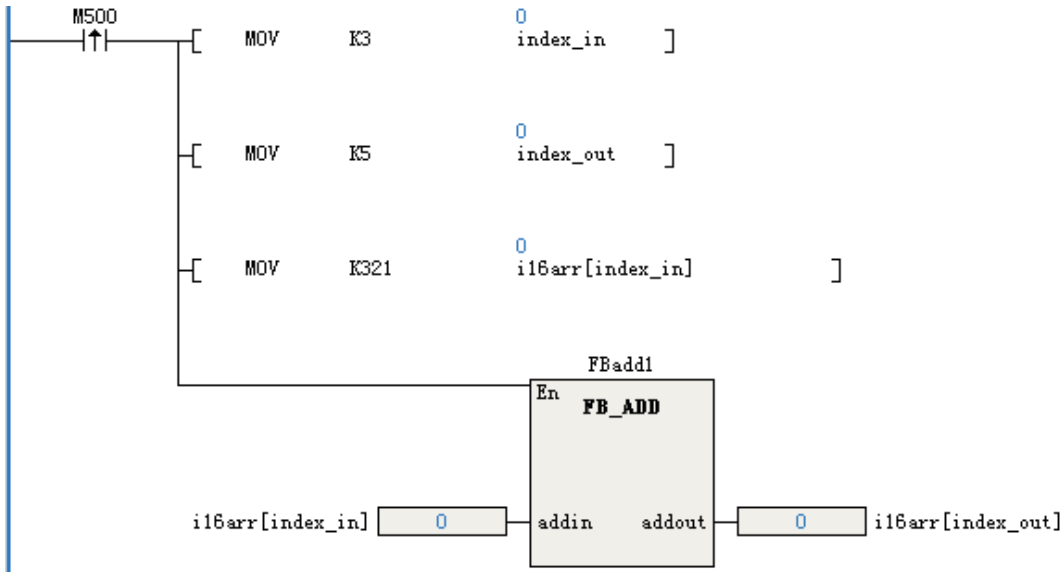 M500
0
[ MOV K3 index_in ]
0
[ MOV K5 index_out ]
0
[ MOV K321 i16arr[index_in] ]
FBadd1
En
FB_ADD
i16arr[index_in] 0 addin addout 0 i16arr[index_out]